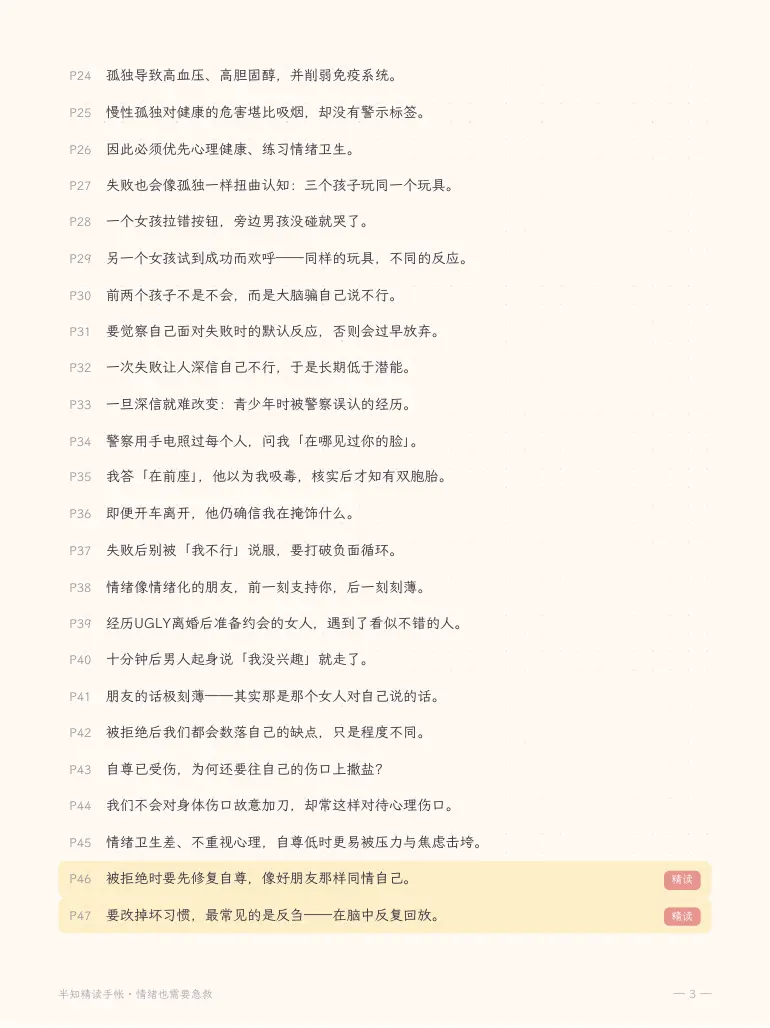 P24 孤独导致高血压、高胆固醇，并削弱免疫系统。
P25 慢性孤独对健康的危害堪比吸烟，却没有警示标签。
P26 因此必须优先心理健康、练习情绪卫生。
P27 失败也会像孤独一样扭曲认知：三个孩子玩同一个玩具。
P28 一个女孩拉错按钮，旁边男孩没碰就哭了。
P29 另一个女孩试到成功而欢呼——同样的玩具，不同的反应。
P30 前两个孩子不是不会，而是大脑骗自己说不行。
P31 要觉察自己面对失败时的默认反应，否则会过早放弃。
P32 一次失败让人深信自己不行，于是长期低于潜能。
P33 一旦深信就难改变：青少年时被警察误认的经历。
P34 警察用手电照过每个人，问我「在哪见过你的脸」。
P35 我答「在前座」，他以为我吸毒，核实后才知有双胞胎。
P36 即便开车离开，他仍确信我在掩饰什么。
P37 失败后别被「我不行」说服，要打破负面循环。
P38 情绪像情绪化的朋友，前一刻支持你，后一刻刻薄。
P39 经历UGLY离婚后准备约会的女人，遇到了看似不错的人。
P40 十分钟后男人起身说「我没兴趣」就走了。
P41 朋友的话极刻薄——其实那是那个女人对自己说的话。
P42 被拒绝后我们都会数落自己的缺点，只是程度不同。
P43 自尊已受伤，为何还要往自己的伤口上撒盐？
P44 我们不会对身体伤口故意加刀，却常这样对待心理伤口。
P45 情绪卫生差、不重视心理，自尊低时更易被压力与焦虑击垮。
P46 被拒绝时要先修复自尊，像好朋友那样同情自己。 精读
P47 要改掉坏习惯，最常见的是反刍——在脑中反复回放。 精读
半知精读手帐·情绪也需要急救 — 3 —